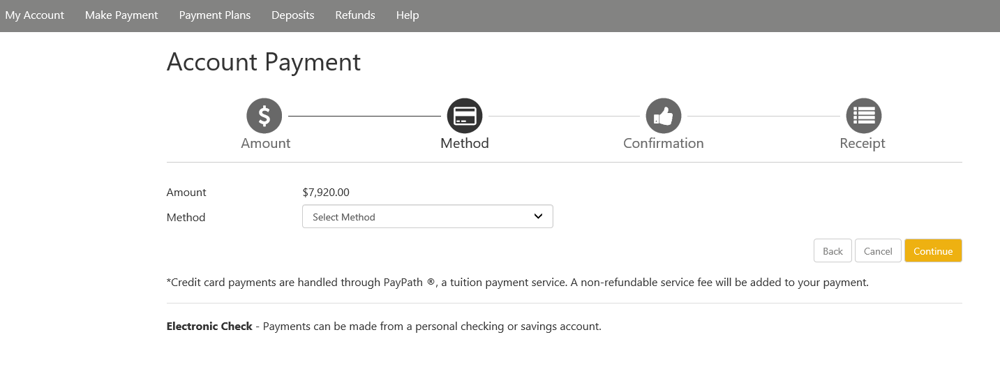 My Account Make Payment Payment Plans Deposits Refunds Help
Account Payment
Amount Method Confirmation Receipt
Amount $7,920.00
Method Select Method
Back Cancel Continue
*Credit card payments are handled through PayPath ®, a tuition payment service. A non-refundable service fee will be added to your payment.
Electronic Check - Payments can be made from a personal checking or savings account.